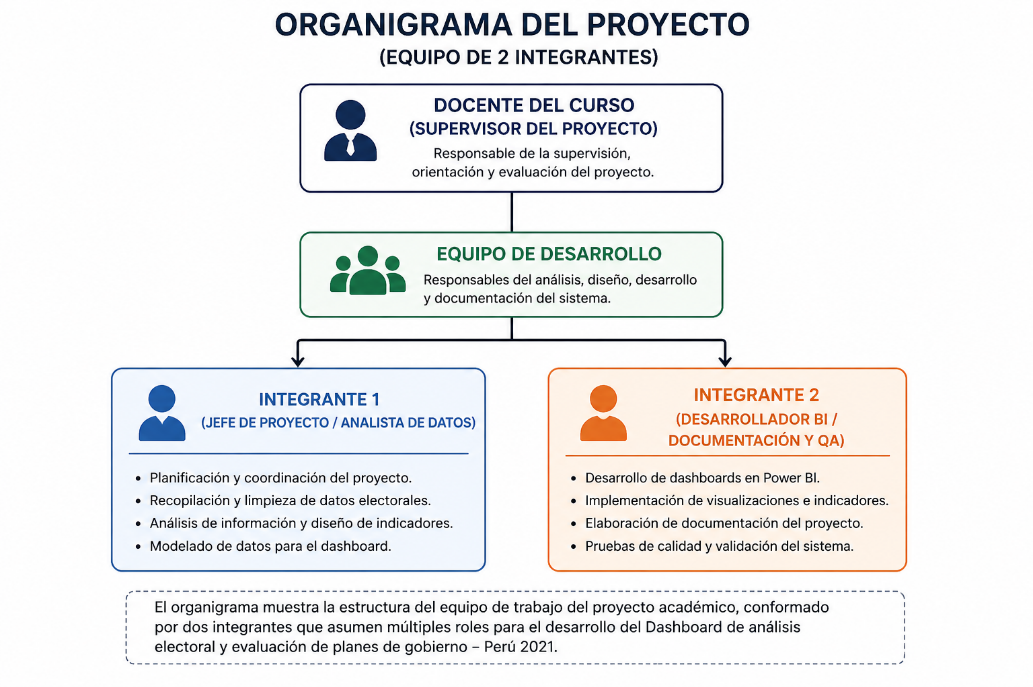 ORGANIGRAMA DEL PROYECTO
(EQUIPO DE 2 INTEGRANTES)
DOCENTE DEL CURSO
(SUPERVISOR DEL PROYECTO)
Responsable de la supervisión,
orientación y evaluación del proyecto.
EQUIPO DE DESARROLLO
Responsables del análisis, diseño, desarrollo
y documentación del sistema.
INTEGRANTE 1
(JEFE DE PROYECTO / ANALISTA DE DATOS)
• Planificación y coordinación del proyecto.
• Recopilación y limpieza de datos electorales.
• Análisis de información y diseño de indicadores.
• Modelado de datos para el dashboard.
INTEGRANTE 2
(DESARROLLADOR BI /
DOCUMENTACIÓN Y QA)
• Desarrollo de dashboards en Power BI.
• Implementación de visualizaciones e indicadores.
• Elaboración de documentación del proyecto.
• Pruebas de calidad y validación del sistema.
El organigrama muestra la estructura del equipo de trabajo del proyecto académico, conformado
por dos integrantes que asumen múltiples roles para el desarrollo del Dashboard de análisis
electoral y evaluación de planes de gobierno – Perú 2021.